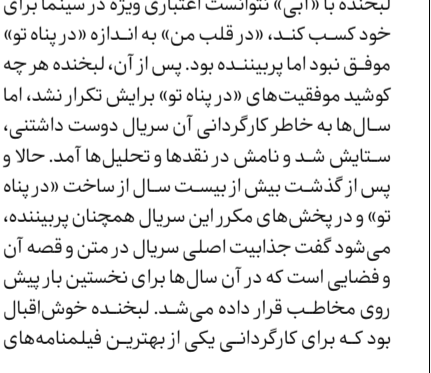 لبخنده با «آبی» نتوانست اعتباری ویژه در سینما برای
خود کسب کند، «در قلب من» به اندازه «در پناه تو»
موفق نبود اما پربیننده بود. پس از آن، لبخنده هر چه
کوشید موفقیت‌های «در پناه تو» برایش تکرار نشد، اما
سال‌ها به خاطر کارگردانی آن سریال دوست داشتنی،
ستایش شد و نامش در نقدها و تحلیل‌ها آمد. حالا و
پس از گذشت بیش از بیست سال از ساخت «در پناه
تو» و در پخش‌های مکرر این سریال همچنان پربیننده،
می‌شود گفت جذابیت اصلی سریال در متن و قصه آن
و فضایی است که در آن سال‌ها برای نخستین بار پیش
روی مخاطب قرار داده می‌شد. لبخنده خوش‌اقبال
بود که برای کارگردانی یکی از بهترین فیلمنامه‌های